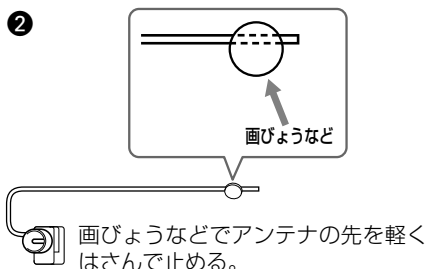 ❷
画びょうなど
画びょうなどでアンテナの先を軽く
はさんで止める。